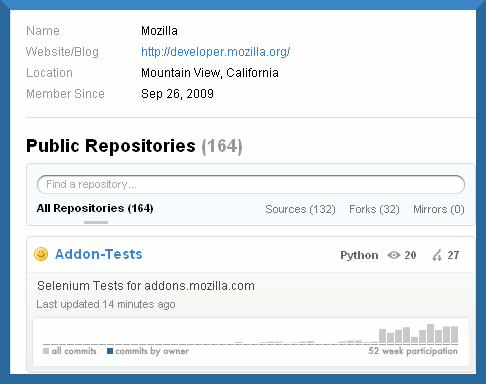 Name Mozilla
Website/Blog http://developer.mozilla.org/
Location Mountain View, California
Member Since Sep 26, 2009
Public Repositories (164)
Find a repository...
All Repositories (164) Sources (132) Forks (32) Mirrors (0)
Addon-Tests Python 20 27
Selenium Tests for addons.mozilla.com
Last updated 14 minutes ago
all commits commits by owner 52 week participation